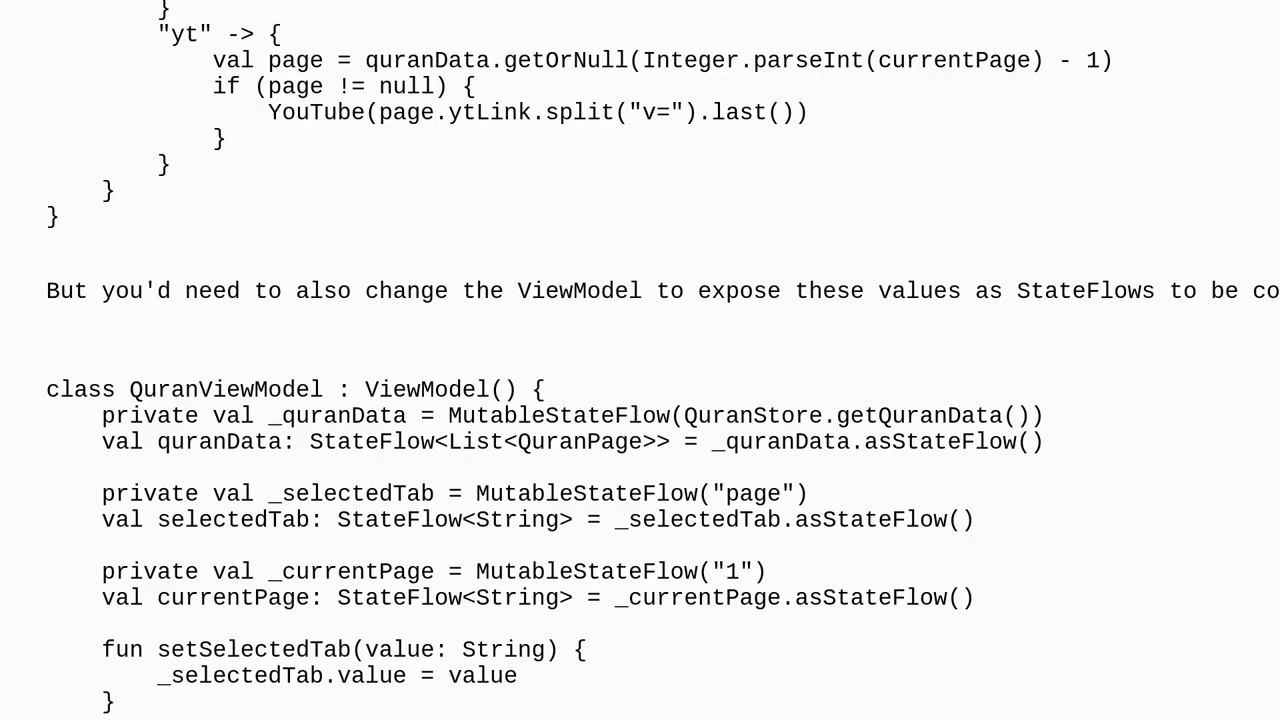 }
        "yt" -> {
            val page = quranData.getOrNull(Integer.parseInt(currentPage) - 1)
            if (page != null) {
                YouTube(page.ytLink.split("v=").last())
            }
        }
    }
}
But you'd need to also change the ViewModel to expose these values as StateFlows to be co
class QuranViewModel : ViewModel() {
    private val _quranData = MutableStateFlow(QuranStore.getQuranData())
    val quranData: StateFlow<List<QuranPage>> = _quranData.asStateFlow()
    private val _selectedTab = MutableStateFlow("page")
    val selectedTab: StateFlow<String> = _selectedTab.asStateFlow()
    private val _currentPage = MutableStateFlow("1")
    val currentPage: StateFlow<String> = _currentPage.asStateFlow()
    fun setSelectedTab(value: String) {
        _selectedTab.value = value
    }